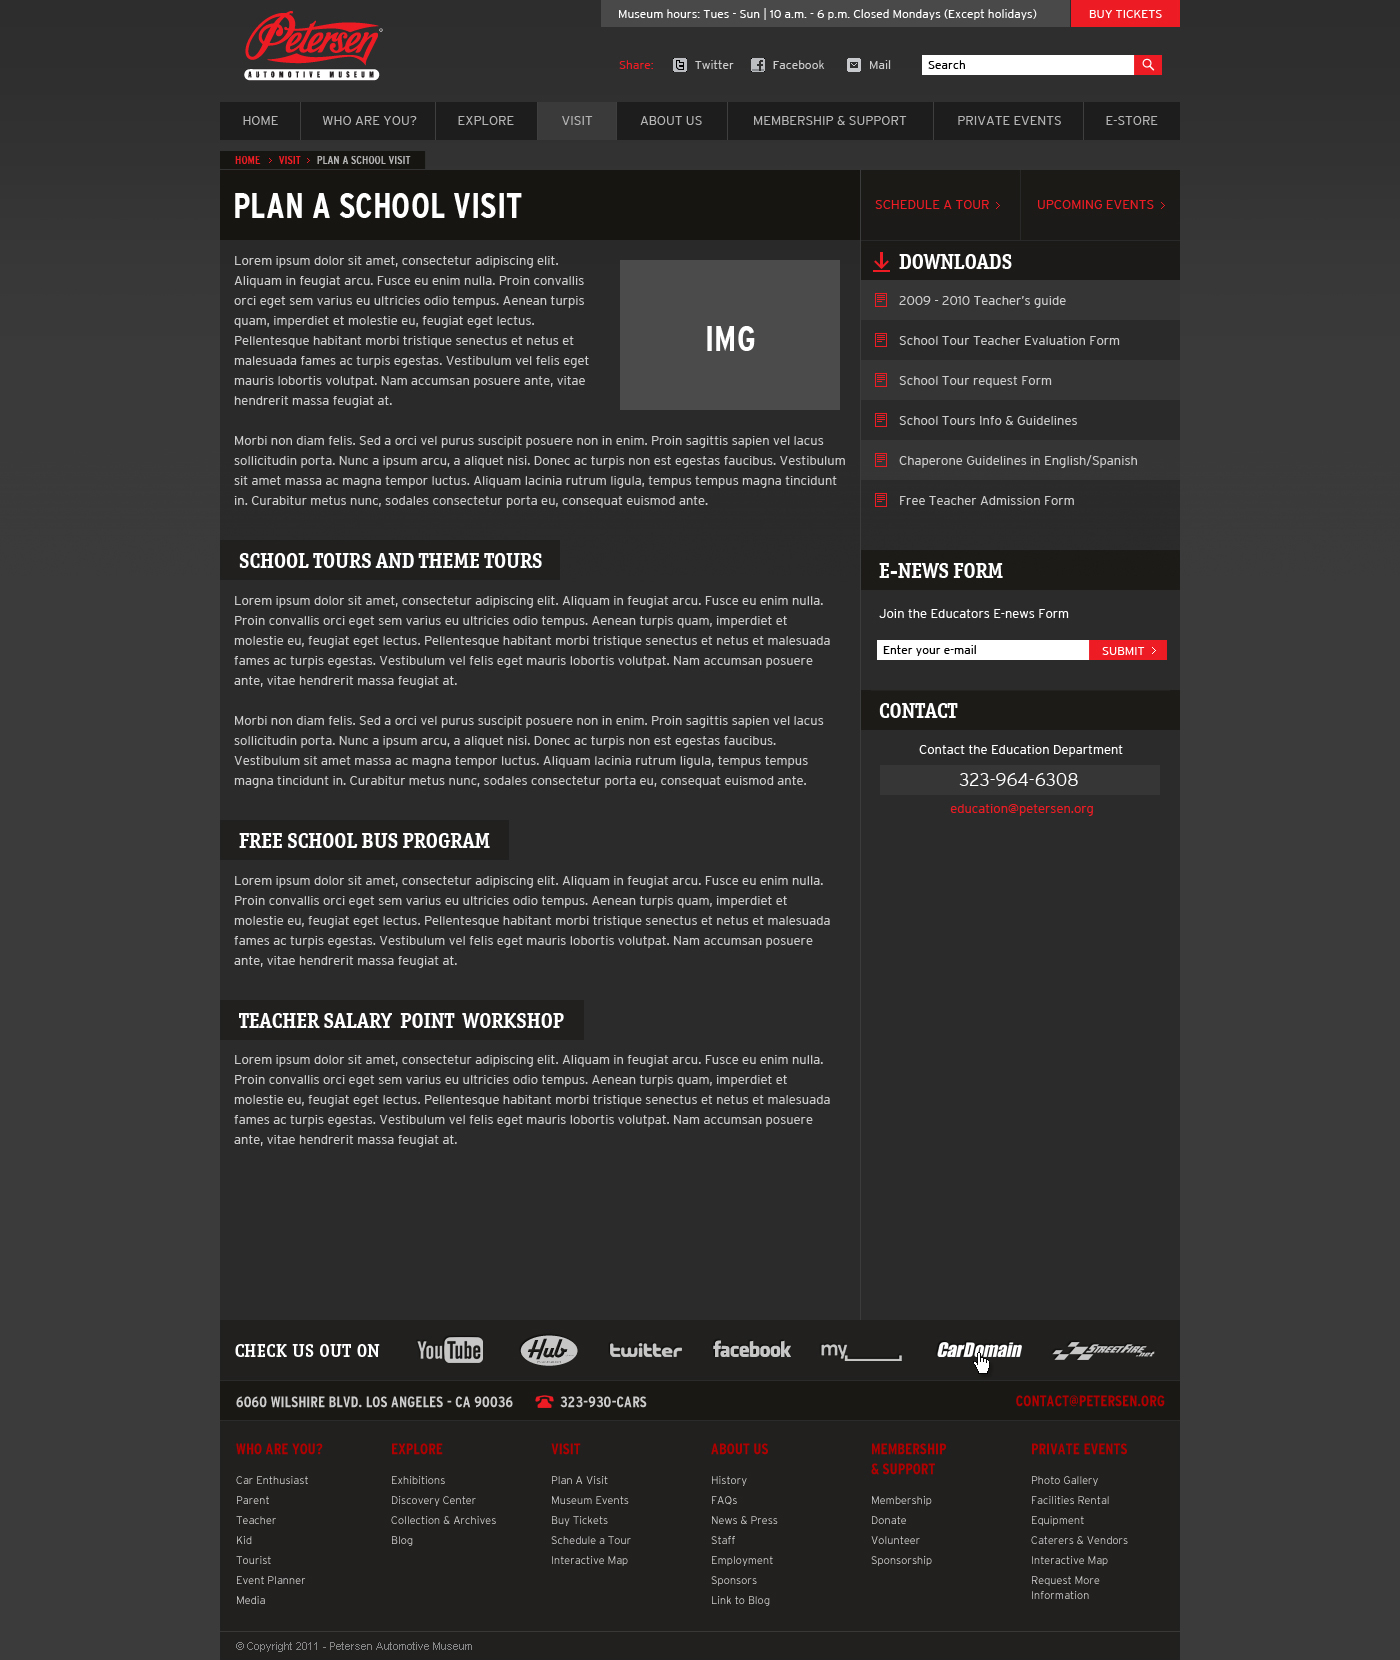 Petersen
AUTOMOTIVE MUSEUM
Museum hours: Tues - Sun | 10 a.m. - 6 p.m. Closed Mondays (Except holidays)
BUY TICKETS
Share:
Twitter
Facebook
Mail
Search
HOME
WHO ARE YOU?
EXPLORE
VISIT
ABOUT US
MEMBERSHIP & SUPPORT
PRIVATE EVENTS
E-STORE
HOME > VISIT > PLAN A SCHOOL VISIT
PLAN A SCHOOL VISIT
SCHEDULE A TOUR >
UPCOMING EVENTS >
Lorem ipsum dolor sit amet, consectetur adipiscing elit.
Aliquam in feugiat arcu. Fusce eu enim nulla. Proin convallis
orci eget sem varius eu ultricies odio tempus. Aenean turpis
quam, imperdiet et molestie eu, feugiat eget lectus.
Pellentesque habitant morbi tristique senectus et netus et
malesuada fames ac turpis egestas. Vestibulum vel felis eget
mauris lobortis volutpat. Nam accumsan posuere ante, vitae
hendrerit massa feugiat at.
IMG
Morbi non diam felis. Sed a orci vel purus suscipit posuere non in enim. Proin sagittis sapien vel lacus
sollicitudin porta. Nunc a ipsum arcu, a aliquet nisi. Donec ac turpis non est egestas faucibus. Vestibulum
sit amet massa ac magna tempor luctus. Aliquam lacinia rutrum ligula, tempus tempus magna tincidunt
in. Curabitur metus nunc, sodales consectetur porta eu, consequat euismod ante.
SCHOOL TOURS AND THEME TOURS
Lorem ipsum dolor sit amet, consectetur adipiscing elit. Aliquam in feugiat arcu. Fusce eu enim nulla.
Proin convallis orci eget sem varius eu ultricies odio tempus. Aenean turpis quam, imperdiet et
molestie eu, feugiat eget lectus. Pellentesque habitant morbi tristique senectus et netus et malesuada
fames ac turpis egestas. Vestibulum vel felis eget mauris lobortis volutpat. Nam accumsan posuere
ante, vitae hendrerit massa feugiat at.
Morbi non diam felis. Sed a orci vel purus suscipit posuere non in enim. Proin sagittis sapien vel lacus
sollicitudin porta. Nunc a ipsum arcu, a aliquet nisi. Donec ac turpis non est egestas faucibus.
Vestibulum sit amet massa ac magna tempor luctus. Aliquam lacinia rutrum ligula, tempus tempus
magna tincidunt in. Curabitur metus nunc, sodales consectetur porta eu, consequat euismod ante.
FREE SCHOOL BUS PROGRAM
Lorem ipsum dolor sit amet, consectetur adipiscing elit. Aliquam in feugiat arcu. Fusce eu enim nulla.
Proin convallis orci eget sem varius eu ultricies odio tempus. Aenean turpis quam, imperdiet et
molestie eu, feugiat eget lectus. Pellentesque habitant morbi tristique senectus et netus et malesuada
fames ac turpis egestas. Vestibulum vel felis eget mauris lobortis volutpat. Nam accumsan posuere
ante, vitae hendrerit massa feugiat at.
TEACHER SALARY POINT WORKSHOP
Lorem ipsum dolor sit amet, consectetur adipiscing elit. Aliquam in feugiat arcu. Fusce eu enim nulla.
Proin convallis orci eget sem varius eu ultricies odio tempus. Aenean turpis quam, imperdiet et
molestie eu, feugiat eget lectus. Pellentesque habitant morbi tristique senectus et netus et malesuada
fames ac turpis egestas. Vestibulum vel felis eget mauris lobortis volutpat. Nam accumsan posuere
ante, vitae hendrerit massa feugiat at.
DOWNLOADS
2009 - 2010 Teacher's guide
School Tour Teacher Evaluation Form
School Tour request Form
School Tours Info & Guidelines
Chaperone Guidelines in English/Spanish
Free Teacher Admission Form
E-NEWS FORM
Join the Educators E-news Form
Enter your e-mail
SUBMIT >
CONTACT
Contact the Education Department
323-964-6308
education@petersen.org
CHECK US OUT ON
YouTube
Hub
twitter
facebook
my
CarDomain
StreetFire.net
6060 WILSHIRE BLVD. LOS ANGELES - CA 90036
323-930-CARS
CONTACT@PETERSEN.ORG
WHO ARE YOU?
Car Enthusiast
Parent
Teacher
Kid
Tourist
Event Planner
Media
EXPLORE
Exhibitions
Discovery Center
Collection & Archives
Blog
VISIT
Plan A Visit
Museum Events
Buy Tickets
Schedule a Tour
Interactive Map
ABOUT US
History
FAQs
News & Press
Staff
Employment
Sponsors
Link to Blog
MEMBERSHIP
& SUPPORT
Membership
Donate
Volunteer
Sponsorship
PRIVATE EVENTS
Photo Gallery
Facilities Rental
Equipment
Caterers & Vendors
Interactive Map
Request More
Information
© Copyright 2011 - Petersen Automotive Museum